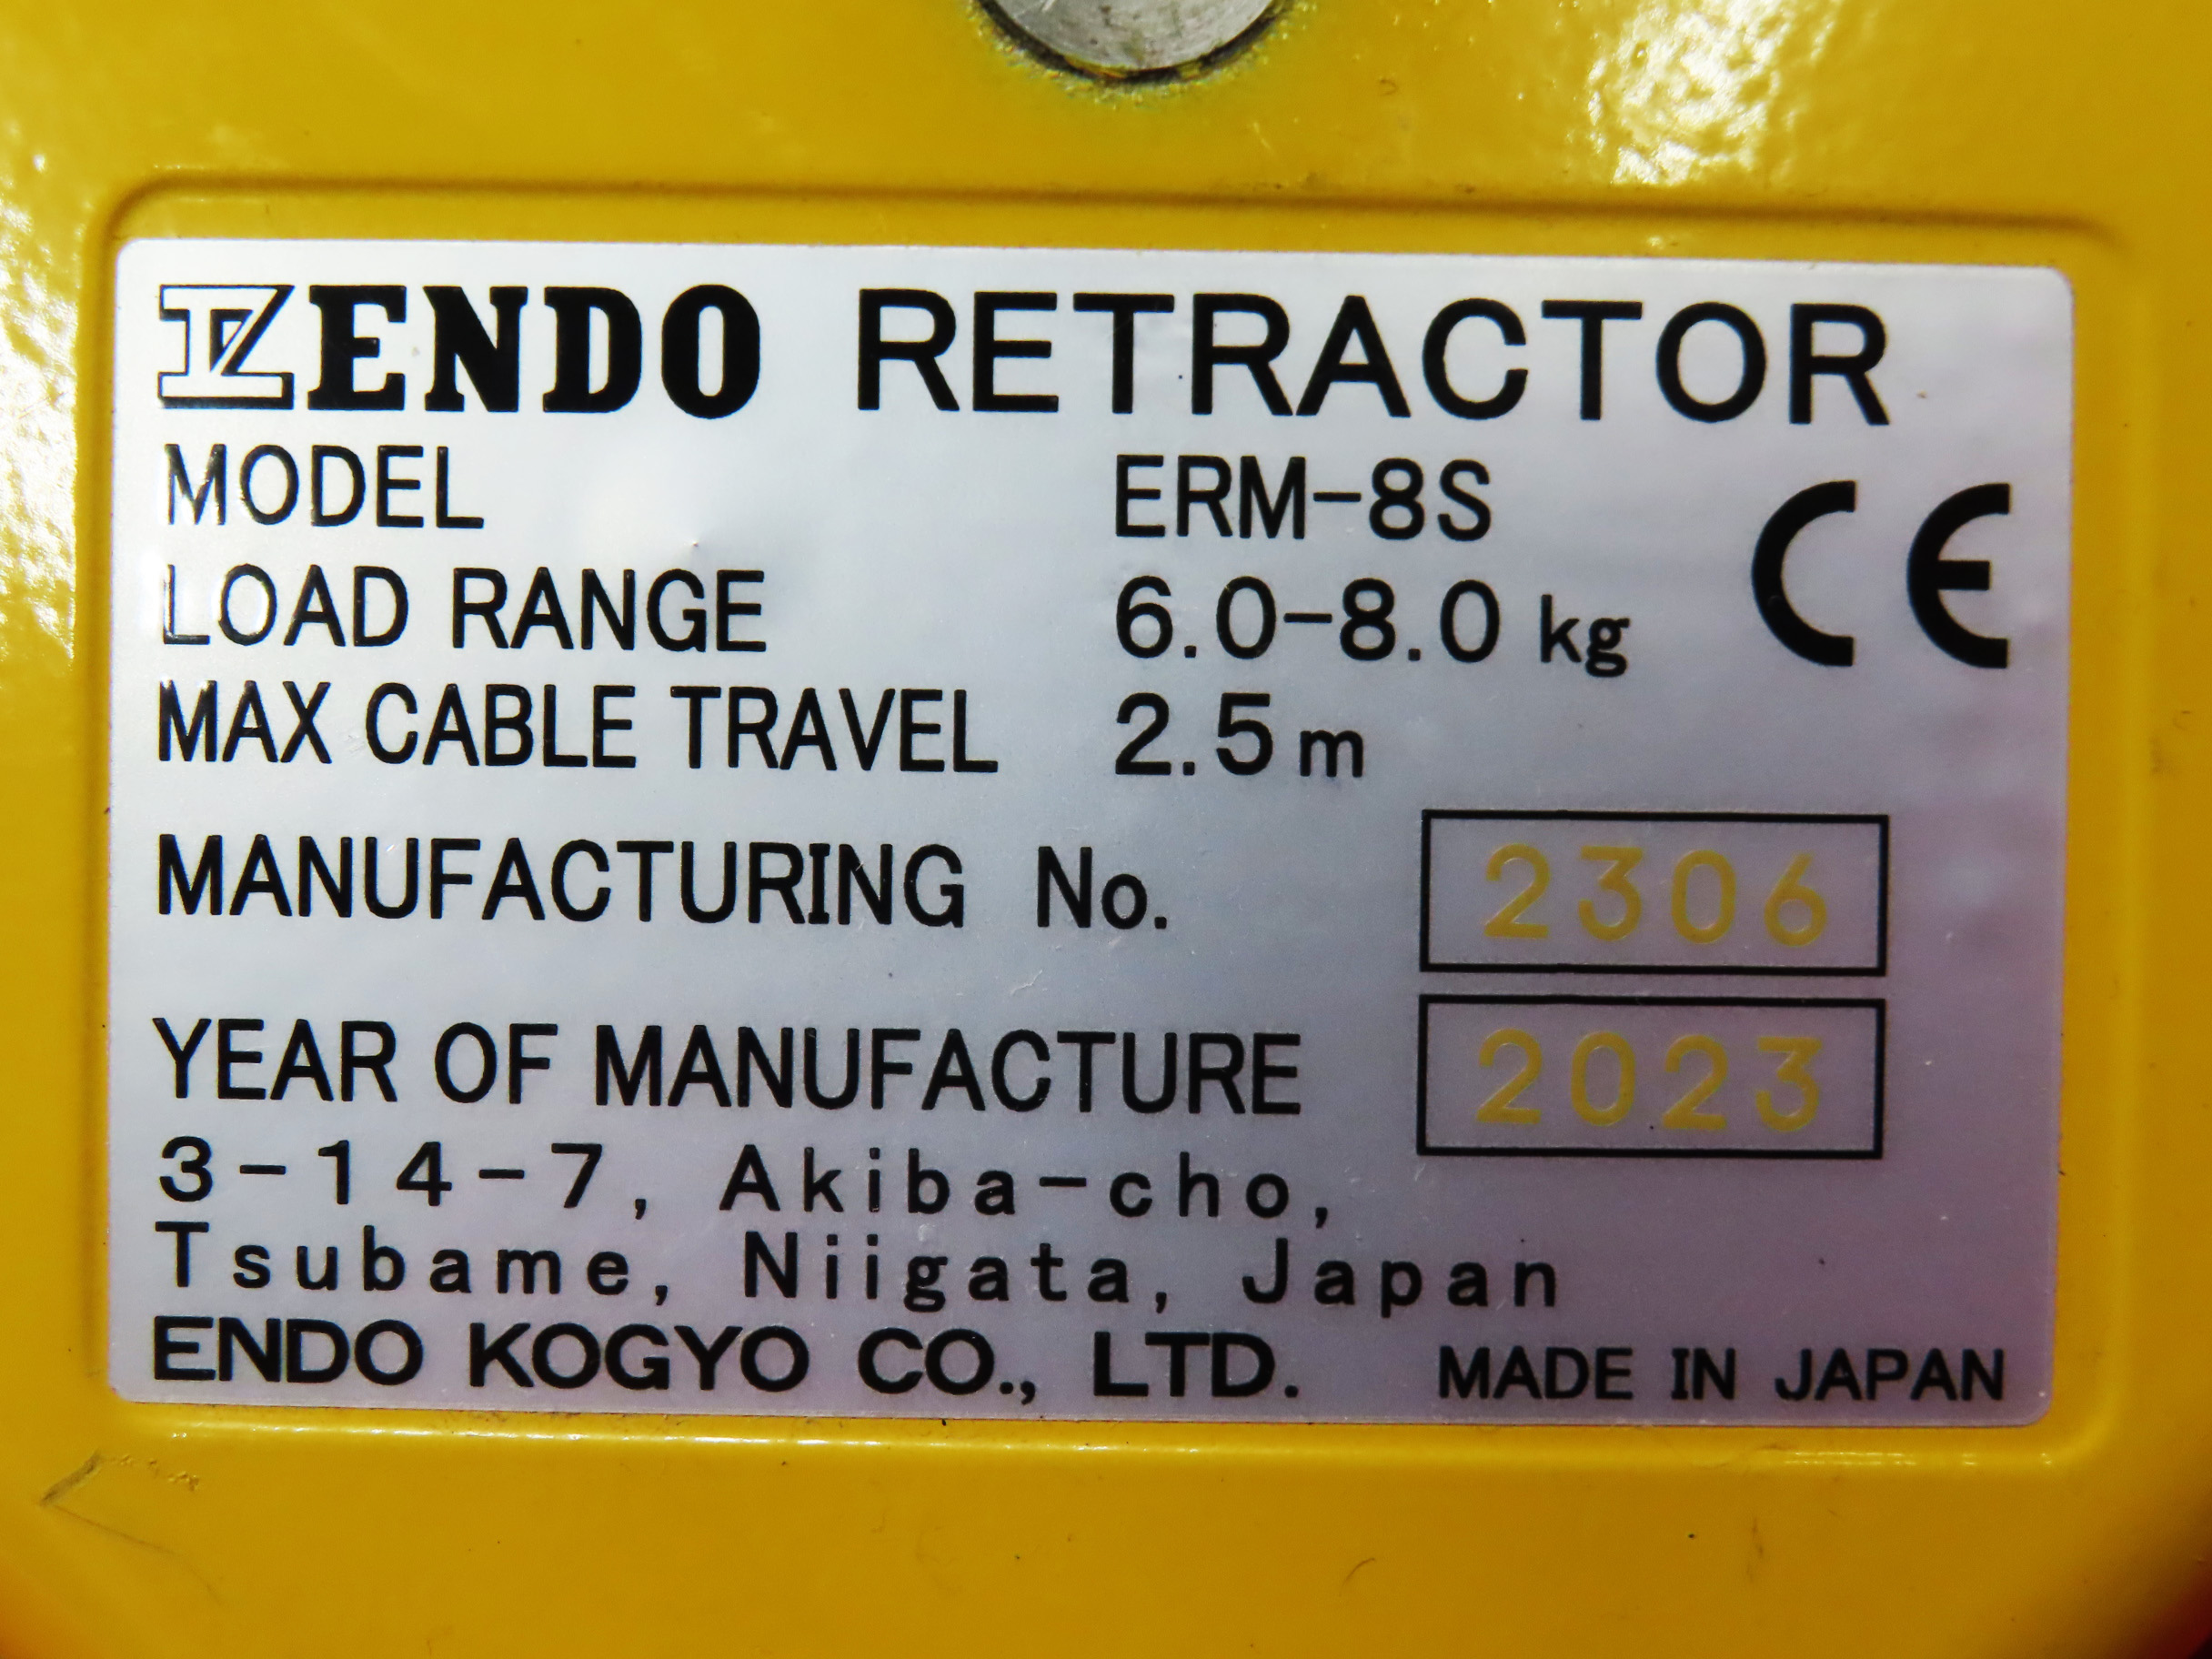 ENDO RETRACTOR
MODEL ERM-8S
LOAD RANGE 6.0-8.0 kg
CE
MAX CABLE TRAVEL 2.5 m
MANUFACTURING No. 2306
YEAR OF MANUFACTURE 2023
3-14-7, Akiba-cho,
Tsubame, Niigata, Japan
ENDO KOGYO CO., LTD. MADE IN JAPAN